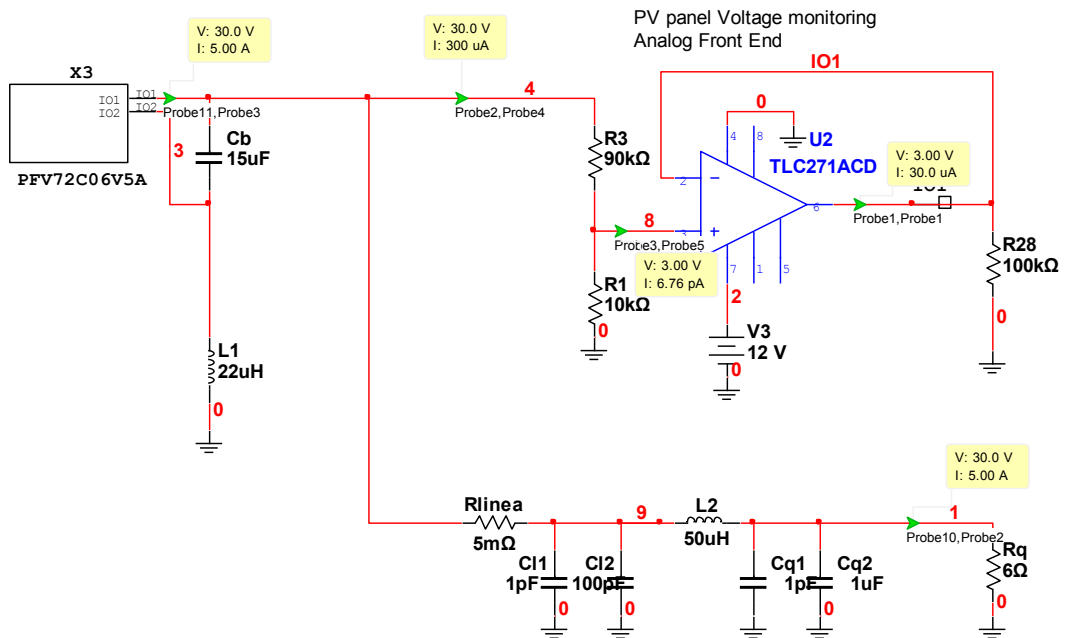 PV panel Voltage monitoring
Analog Front End
V: 30.0 V
I: 5.00 A
V: 30.0 V
I: 300 uA
IO1
X3
IO1
IO2
IO1
IO2
Probe11,Probe3
Probe2,Probe4
4
0
4
8
U2
TLC271ACD
3
Cb
15uF
R3
90kΩ
V: 3.00 V
I: 30.0 uA
PFV72C06V5A
2
6
IO1
Probe1,Probe1
8
3
Probe3,Probe5
V: 3.00 V
I: 6.76 pA
7
1
5
R28
100kΩ
R1
10kΩ
0
2
0
V3
12 V
0
L1
22uH
0
V: 30.0 V
I: 5.00 A
Rlinea
5mΩ
9
L2
50uH
1
Probe10,Probe2
Cl1
1pF
Cl2
100pF
Cq1
1pF
Cq2
1uF
Rq
6Ω
0
0
0
0
0